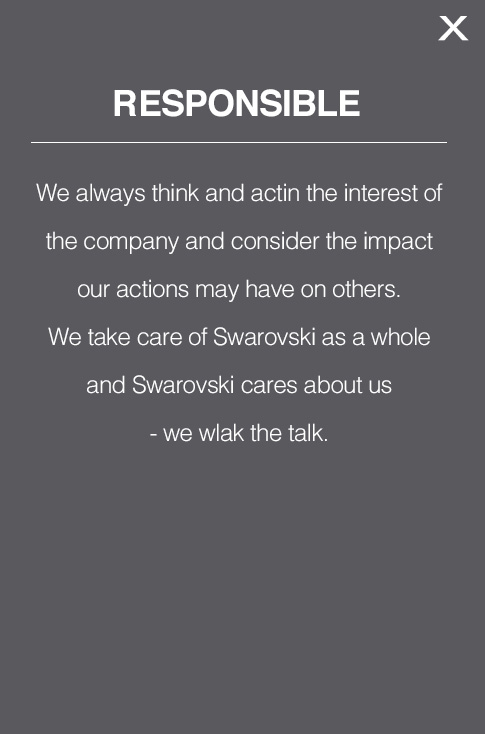 X
RESPONSIBLE
We always think and actin the interest of
the company and consider the impact
our actions may have on others.
We take care of Swarovski as a whole
and Swarovski cares about us
- we wlak the talk.